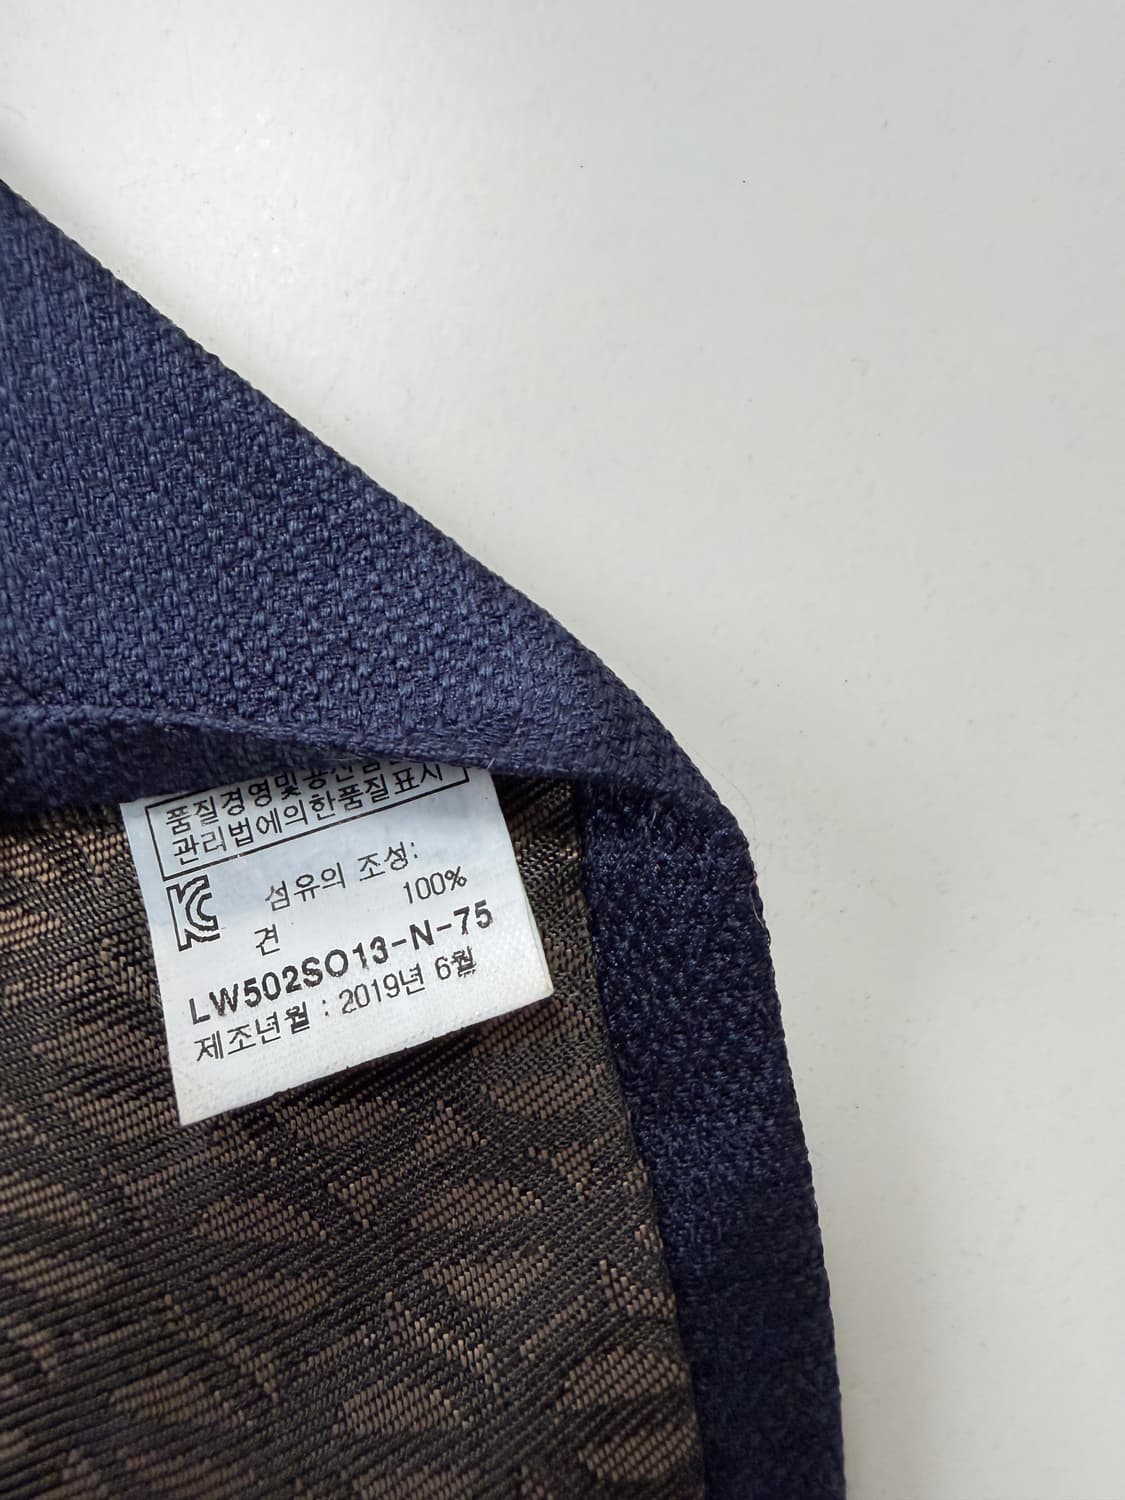 품질경영및공산품
관리법에의한품질표시
KC
섬유의 조성:
100%
견
LW502SO13-N-75
제조년월 : 2019년 6월